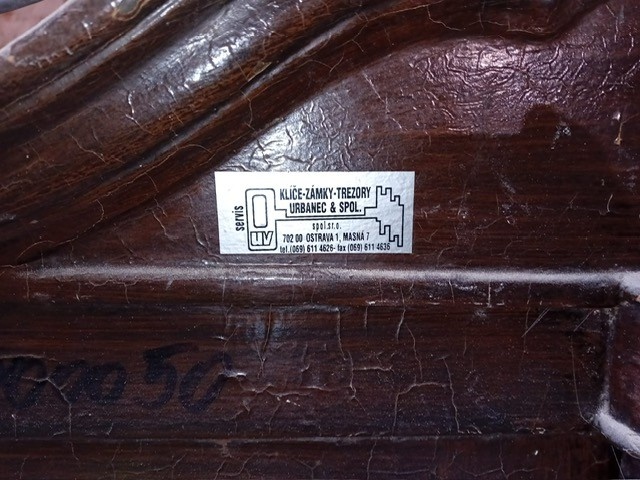 servis
KLÍČE-ZÁMKY-TREZORY
URBANEC & SPOL.
spol.s r.o.
702 00 OSTRAVA 1, MASNÁ 7
tel.(069) 611 4626- fax (069) 611 4636